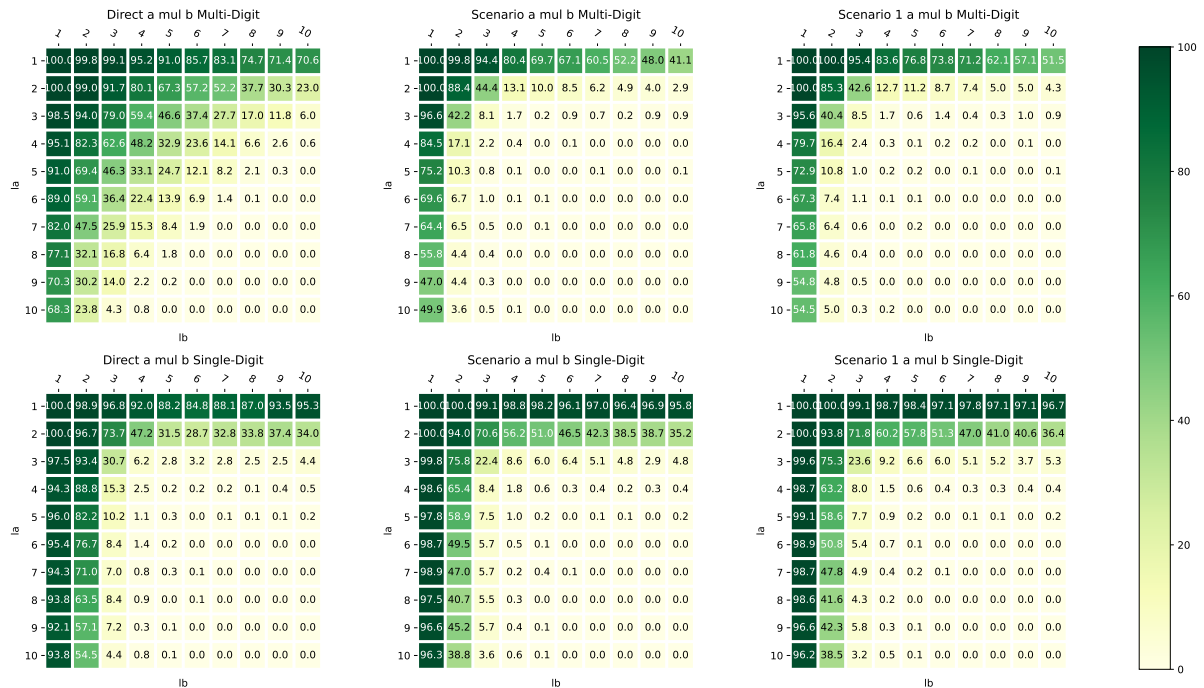 Direct a mul b Multi-Digit
1 2 3 4 5 6 7 8 9 10
1 100.0 99.8 99.1 95.2 91.0 85.7 83.1 74.7 71.4 70.6
2 100.0 99.0 91.7 80.1 67.3 57.2 52.2 37.7 30.3 23.0
3 98.5 94.0 79.0 59.4 46.6 37.4 27.7 17.0 11.8 6.0
4 95.1 82.3 62.6 48.2 32.9 23.6 14.1 6.6 2.6 0.6
5 91.0 69.4 46.3 33.1 24.7 12.1 8.2 2.1 0.3 0.0
6 89.0 59.1 36.4 22.4 13.9 6.9 1.4 0.1 0.0 0.0
7 82.0 47.5 25.9 15.3 8.4 1.9 0.0 0.0 0.0 0.0
8 77.1 32.1 16.8 6.4 1.8 0.0 0.0 0.0 0.0 0.0
9 70.3 30.2 14.0 2.2 0.2 0.0 0.0 0.0 0.0 0.0
10 68.3 23.8 4.3 0.8 0.0 0.0 0.0 0.0 0.0 0.0
la
lb
Scenario a mul b Multi-Digit
1 2 3 4 5 6 7 8 9 10
1 100.0 99.8 94.4 80.4 69.7 67.1 60.5 52.2 48.0 41.1
2 100.0 88.4 44.4 13.1 10.0 8.5 6.2 4.9 4.0 2.9
3 96.6 42.2 8.1 1.7 0.2 0.9 0.7 0.2 0.9 0.9
4 84.5 17.1 2.2 0.4 0.0 0.1 0.0 0.0 0.0 0.0
5 75.2 10.3 0.8 0.1 0.0 0.1 0.0 0.0 0.0 0.1
6 69.6 6.7 1.0 0.1 0.1 0.0 0.0 0.0 0.0 0.0
7 64.4 6.5 0.5 0.0 0.1 0.0 0.0 0.0 0.0 0.0
8 55.8 4.4 0.4 0.0 0.0 0.0 0.0 0.0 0.0 0.0
9 47.0 4.4 0.3 0.0 0.0 0.0 0.0 0.0 0.0 0.0
10 49.9 3.6 0.5 0.1 0.0 0.0 0.0 0.0 0.0 0.0
lb
Scenario 1 a mul b Multi-Digit
1 2 3 4 5 6 7 8 9 10
1 100.0 100.0 95.4 83.6 76.8 73.8 71.2 62.1 57.1 51.5
2 100.0 85.3 42.6 12.7 11.2 8.7 7.4 5.0 5.0 4.3
3 95.6 40.4 8.5 1.7 0.6 1.4 0.4 0.3 1.0 0.9
4 79.7 16.4 2.4 0.3 0.1 0.2 0.2 0.0 0.1 0.0
5 72.9 10.8 1.0 0.2 0.2 0.0 0.1 0.0 0.0 0.1
6 67.3 7.4 1.1 0.1 0.1 0.0 0.0 0.0 0.0 0.0
7 65.8 6.4 0.6 0.0 0.2 0.0 0.0 0.0 0.0 0.0
8 61.8 4.6 0.4 0.0 0.0 0.0 0.0 0.0 0.0 0.0
9 54.8 4.8 0.5 0.0 0.0 0.0 0.0 0.0 0.0 0.0
10 54.5 5.0 0.3 0.2 0.0 0.0 0.0 0.0 0.0 0.0
lb
Direct a mul b Single-Digit
1 2 3 4 5 6 7 8 9 10
1 100.0 98.9 96.8 92.0 88.2 84.8 88.1 87.0 93.5 95.3
2 100.0 96.7 73.7 47.2 31.5 28.7 32.8 33.8 37.4 34.0
3 97.5 93.4 30.7 6.2 2.8 3.2 2.8 2.5 2.5 4.4
4 94.3 88.8 15.3 2.5 0.2 0.2 0.2 0.1 0.4 0.5
5 96.0 82.2 10.2 1.1 0.3 0.0 0.1 0.1 0.1 0.2
6 95.4 76.7 8.4 1.4 0.2 0.0 0.0 0.0 0.0 0.0
7 94.3 71.0 7.0 0.8 0.3 0.1 0.0 0.0 0.0 0.0
8 93.8 63.5 8.4 0.9 0.0 0.1 0.0 0.0 0.0 0.0
9 92.1 57.1 7.2 0.3 0.1 0.0 0.0 0.0 0.0 0.0
10 93.8 54.5 4.4 0.8 0.1 0.0 0.0 0.0 0.0 0.0
la
lb
Scenario a mul b Single-Digit
1 2 3 4 5 6 7 8 9 10
1 100.0 100.0 99.1 98.8 98.2 96.1 97.0 96.4 96.9 95.8
2 100.0 94.0 70.6 56.2 51.0 46.5 42.3 38.5 38.7 35.2
3 99.8 75.8 22.4 8.6 6.0 6.4 5.1 4.8 2.9 4.8
4 98.6 65.4 8.4 1.8 0.6 0.3 0.4 0.2 0.3 0.4
5 97.8 58.9 7.5 1.0 0.2 0.0 0.1 0.1 0.0 0.2
6 98.7 49.5 5.7 0.5 0.1 0.0 0.0 0.0 0.0 0.0
7 98.9 47.0 5.7 0.2 0.4 0.1 0.0 0.0 0.0 0.0
8 97.5 40.7 5.5 0.3 0.0 0.0 0.0 0.0 0.0 0.0
9 96.6 45.2 5.7 0.4 0.1 0.0 0.0 0.0 0.0 0.0
10 96.3 38.8 3.6 0.6 0.1 0.0 0.0 0.0 0.0 0.0
la
lb
Scenario 1 a mul b Single-Digit
1 2 3 4 5 6 7 8 9 10
1 100.0 100.0 99.1 98.7 98.4 97.1 97.8 97.1 97.1 96.7
2 100.0 93.8 71.8 60.2 57.8 51.3 47.0 41.0 40.6 36.4
3 99.6 75.3 23.6 9.2 6.6 6.0 5.1 5.2 3.7 5.3
4 98.7 63.2 8.0 1.5 0.6 0.4 0.3 0.3 0.4 0.4
5 99.1 58.6 7.7 0.9 0.2 0.0 0.1 0.1 0.0 0.2
6 98.9 50.8 5.4 0.7 0.1 0.0 0.0 0.0 0.0 0.0
7 98.7 47.8 4.9 0.4 0.2 0.1 0.0 0.0 0.0 0.0
8 98.6 41.6 4.3 0.2 0.0 0.0 0.0 0.0 0.0 0.0
9 96.6 42.3 5.8 0.3 0.1 0.0 0.0 0.0 0.0 0.0
10 96.2 38.5 3.2 0.5 0.1 0.0 0.0 0.0 0.0 0.0
la
lb
100
80
60
40
20
0